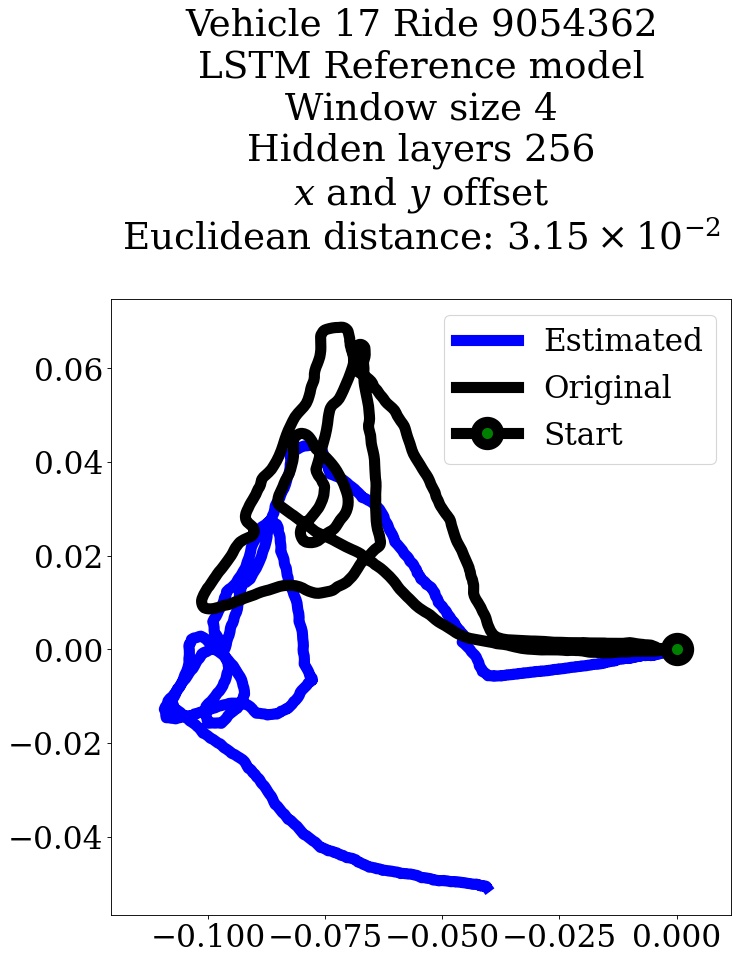 Vehicle 17 Ride 9054362
LSTM Reference model
Window size 4
Hidden layers 256
x and y offset
Euclidean distance: 3.15 × 10⁻²
Estimated
Original
Start
0.06
0.04
0.02
0.00
−0.02
−0.04
−0.100 −0.075 −0.050 −0.025 0.000